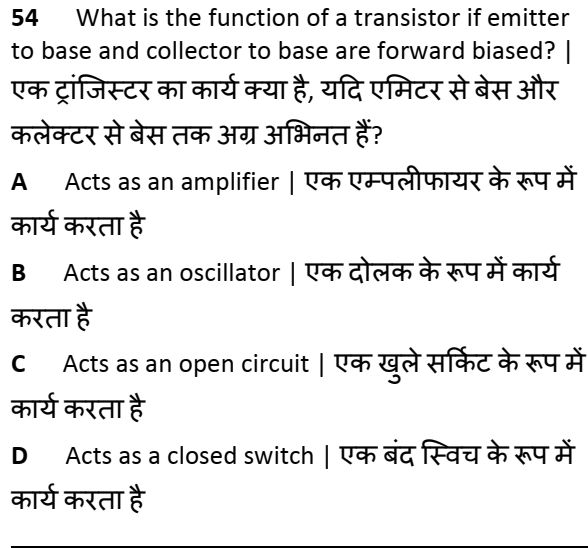 54 What is the function of a transistor if emitter
to base and collector to base are forward biased? |
एक ट्रांजिस्टर का कार्य क्या है, यदि एमिटर से बेस और
कलेक्टर से बेस तक अग्र अभिनत हैं?
A Acts as an amplifier | एक एम्पलीफायर के रूप में
कार्य करता है
B Acts as an oscillator | एक दोलक के रूप में कार्य
करता है
C Acts as an open circuit | एक खुले सर्किट के रूप में
कार्य करता है
D Acts as a closed switch | एक बंद स्विच के रूप में
कार्य करता है